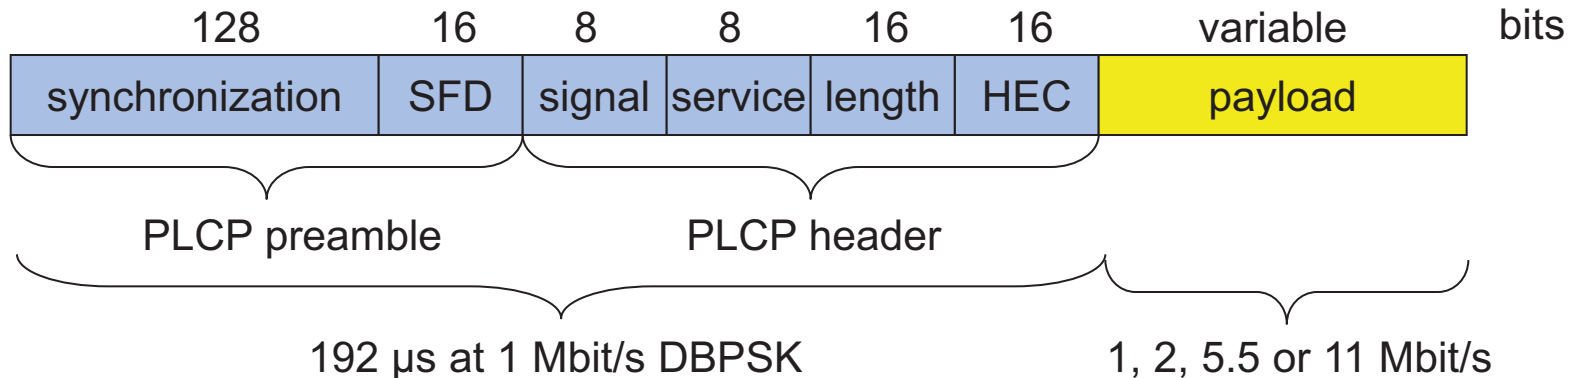 128 16 8 8 16 16 variable bits
synchronization SFD signal service length HEC payload
PLCP preamble PLCP header
192 µs at 1 Mbit/s DBPSK 1, 2, 5.5 or 11 Mbit/s